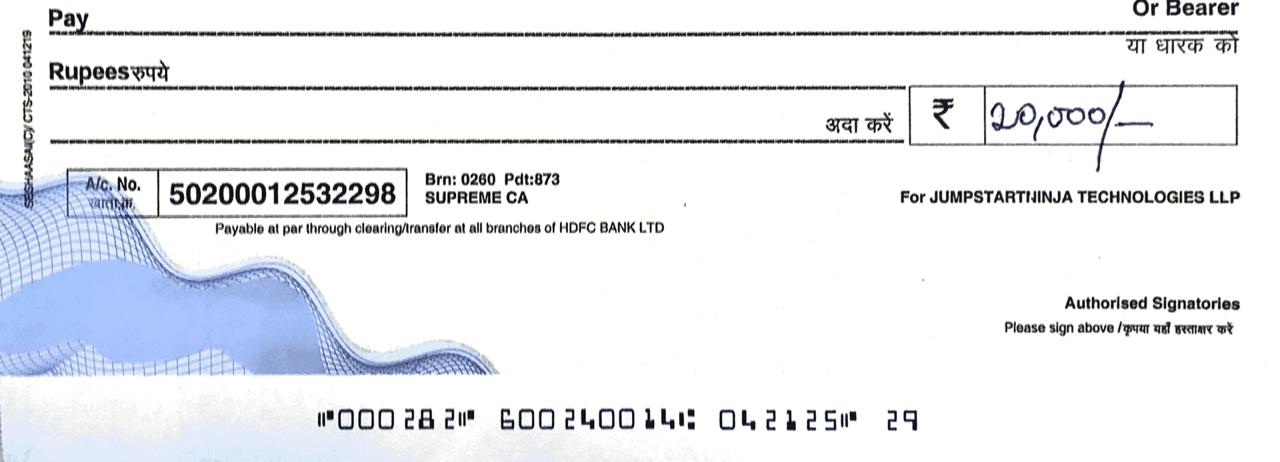 Pay
Or Bearer
या धारक को
Rupees रुपये
अदा करें
₹ 20,000/-
SESHAASAI(C)/ CTS-2010 041219
A/c. No.
खाता क्र.
50200012532298
Brn: 0260 Pdt:873
SUPREME CA
For JUMPSTARTNINJA TECHNOLOGIES LLP
Payable at par through clearing/transfer at all branches of HDFC BANK LTD
Authorised Signatories
Please sign above /कृपया यहाँ हस्ताक्षर करें
⑈000282⑈ 600240014⑆ 042125⑈ 29